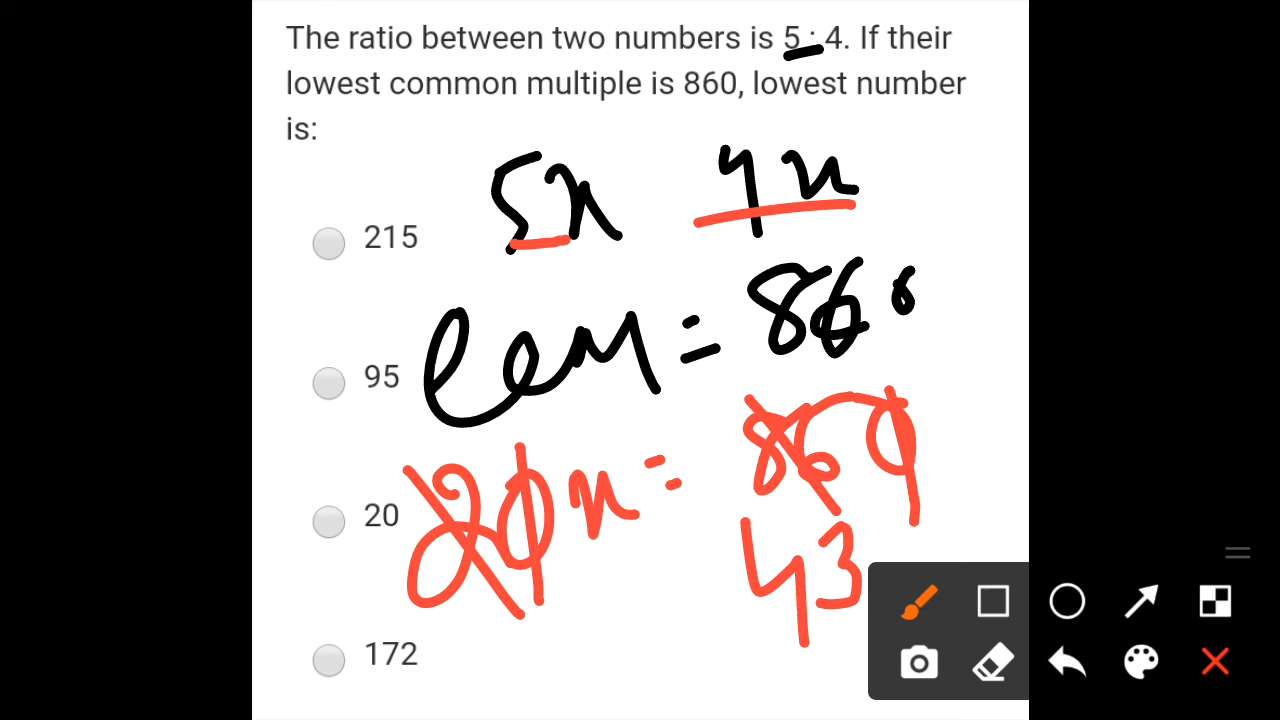 The ratio between two numbers is 5 : 4. If their
lowest common multiple is 860, lowest number
is:
5x 4x
215
lcm = 860
95
20x = 860
20
43
172